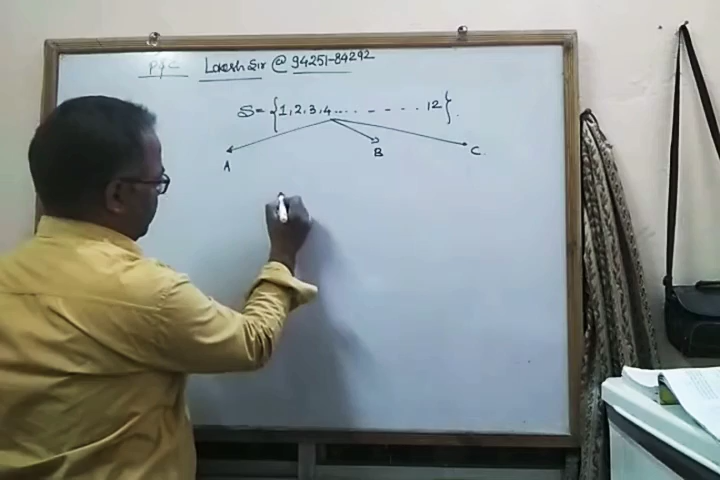 P&C Lokesh Sir @ 94251-84292
S = {1, 2, 3, 4 ... - - - - . . . . 12}.
A B C.